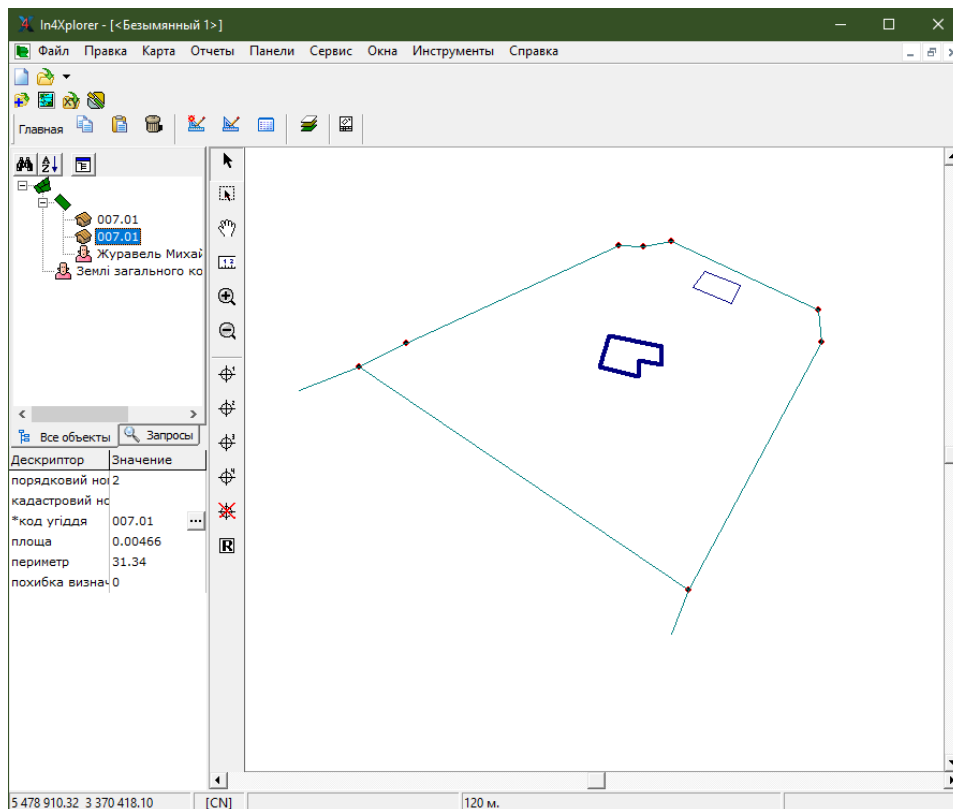 In4Xplorer - [<Безымянный 1>]
Файл Правка Карта Отчеты Панели Сервис Окна Инструменты Справка
Главная
007.01
007.01
Журавель Михай
Землі загального ко
Все объекты Запросы
Дескриптор Значение
порядковий но 2
кадастровий но
*код угіддя 007.01 ...
площа 0.00466
периметр 31.34
похибка визнач 0
R
5 478 910.32 3 370 418.10 [CN] 120 м.